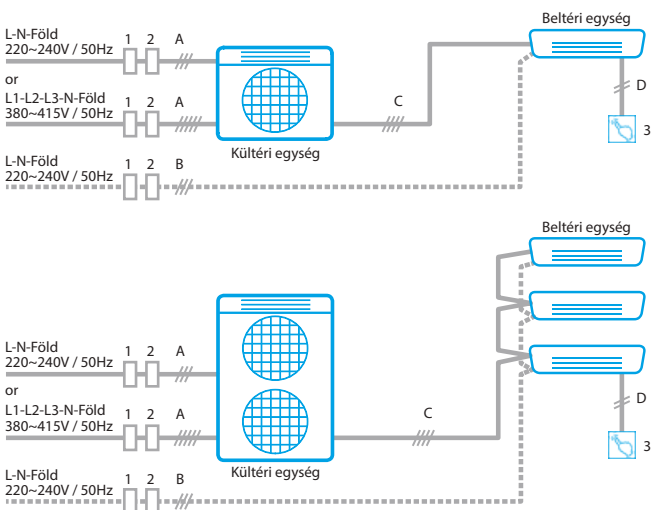 Beltéri egység
L-N-Föld
220~240V / 50Hz
1 2 A
or
L1-L2-L3-N-Föld
380~415V / 50Hz
1 2 A
C
D
3
Kültéri egység
L-N-Föld
220~240V / 50Hz
1 2 B
Beltéri egység
L-N-Föld
220~240V / 50Hz
1 2 A
or
L1-L2-L3-N-Föld
380~415V / 50Hz
1 2 A
C
D
3
Kültéri egység
L-N-Föld
220~240V / 50Hz
1 2 B